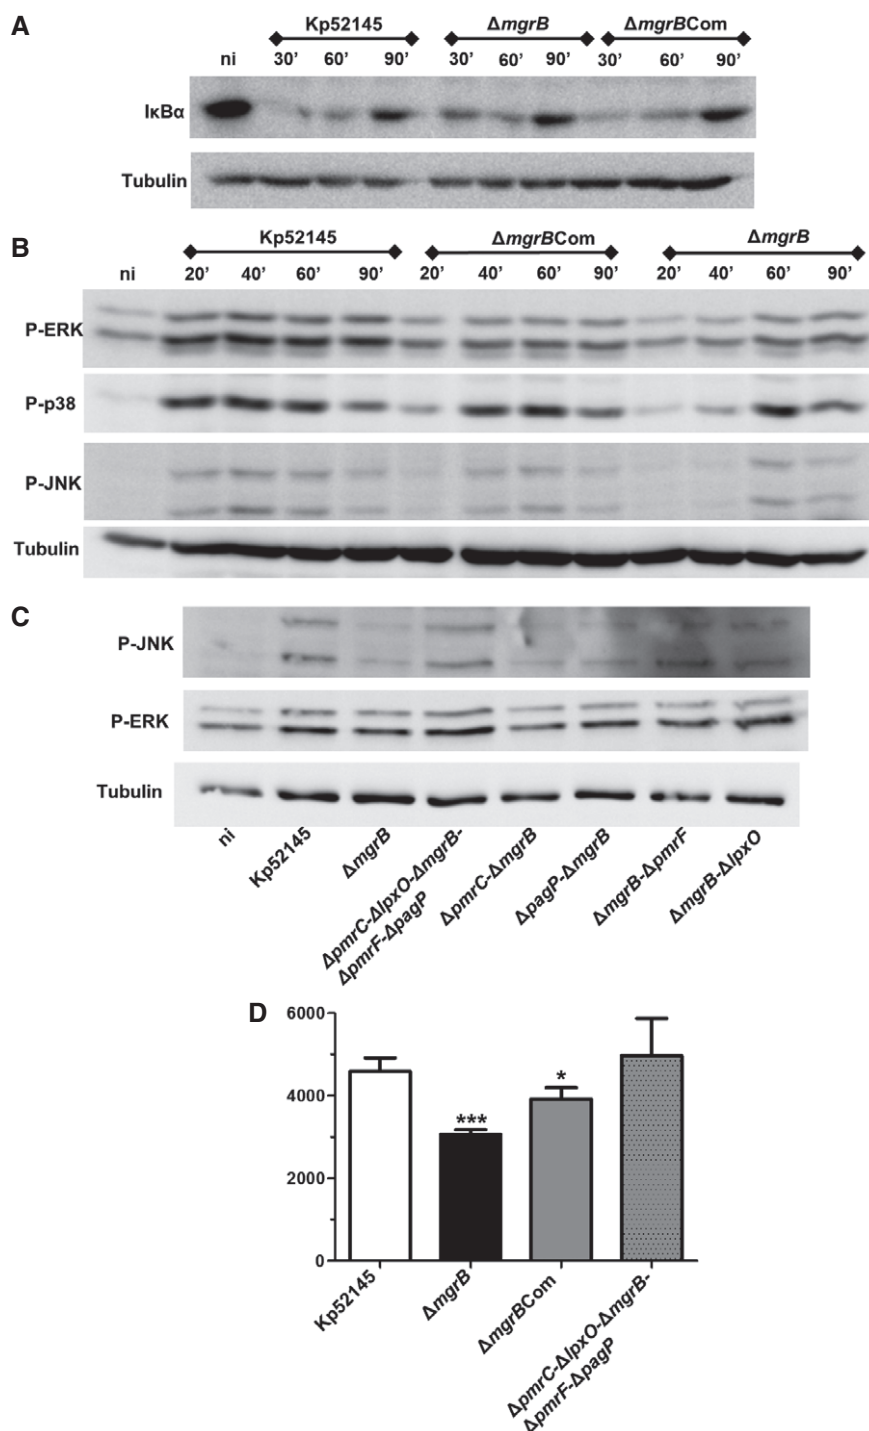 A
Kp52145 ΔmgrB ΔmgrBCom
ni 30’ 60’ 90’ 30’ 60’ 90’ 30’ 60’ 90’
IκBα
Tubulin
B
Kp52145 ΔmgrBCom ΔmgrB
ni 20’ 40’ 60’ 90’ 20’ 40’ 60’ 90’ 20’ 40’ 60’ 90’
P-ERK
P-p38
P-JNK
Tubulin
C
P-JNK
P-ERK
Tubulin
ni
Kp52145
ΔmgrB
ΔpmrC-ΔlpxO-ΔmgrB-
ΔpmrF-ΔpagP
ΔpmrC-ΔmgrB
ΔpagP-ΔmgrB
ΔmgrB-ΔpmrF
ΔmgrB-ΔlpxO
D
6000
4000
2000
0
***
*
Kp52145
ΔmgrB
ΔmgrBCom
ΔpmrC-ΔlpxO-ΔmgrB-
ΔpmrF-ΔpagP